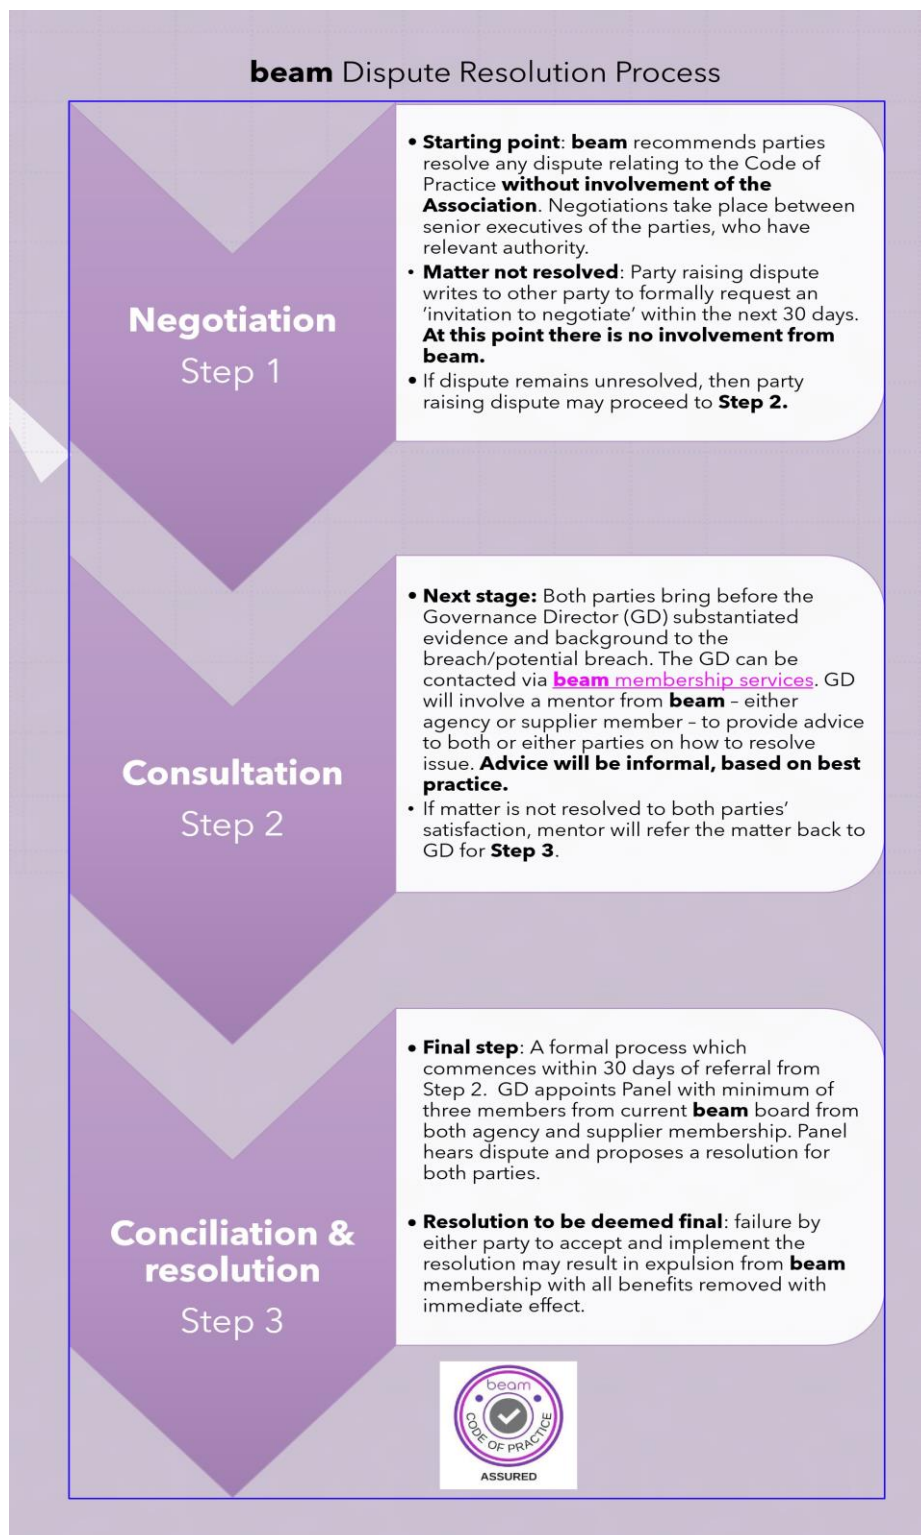 beam Dispute Resolution Process
Negotiation
Step 1
• Starting point: beam recommends parties
resolve any dispute relating to the Code of
Practice without involvement of the
Association. Negotiations take place between
senior executives of the parties, who have
relevant authority.
• Matter not resolved: Party raising dispute
writes to other party to formally request an
‘invitation to negotiate’ within the next 30 days.
At this point there is no involvement from
beam.
• If dispute remains unresolved, then party
raising dispute may proceed to Step 2.
Consultation
Step 2
• Next stage: Both parties bring before the
Governance Director (GD) substantiated
evidence and background to the
breach/potential breach. The GD can be
contacted via beam membership services. GD
will involve a mentor from beam – either
agency or supplier member – to provide advice
to both or either parties on how to resolve
issue. Advice will be informal, based on best
practice.
• If matter is not resolved to both parties’
satisfaction, mentor will refer the matter back to
GD for Step 3.
Conciliation &
resolution
Step 3
• Final step: A formal process which
commences within 30 days of referral from
Step 2. GD appoints Panel with minimum of
three members from current beam board from
both agency and supplier membership. Panel
hears dispute and proposes a resolution for
both parties.
• Resolution to be deemed final: failure by
either party to accept and implement the
resolution may result in expulsion from beam
membership with all benefits removed with
immediate effect.
beam
CODE OF PRACTICE
ASSURED